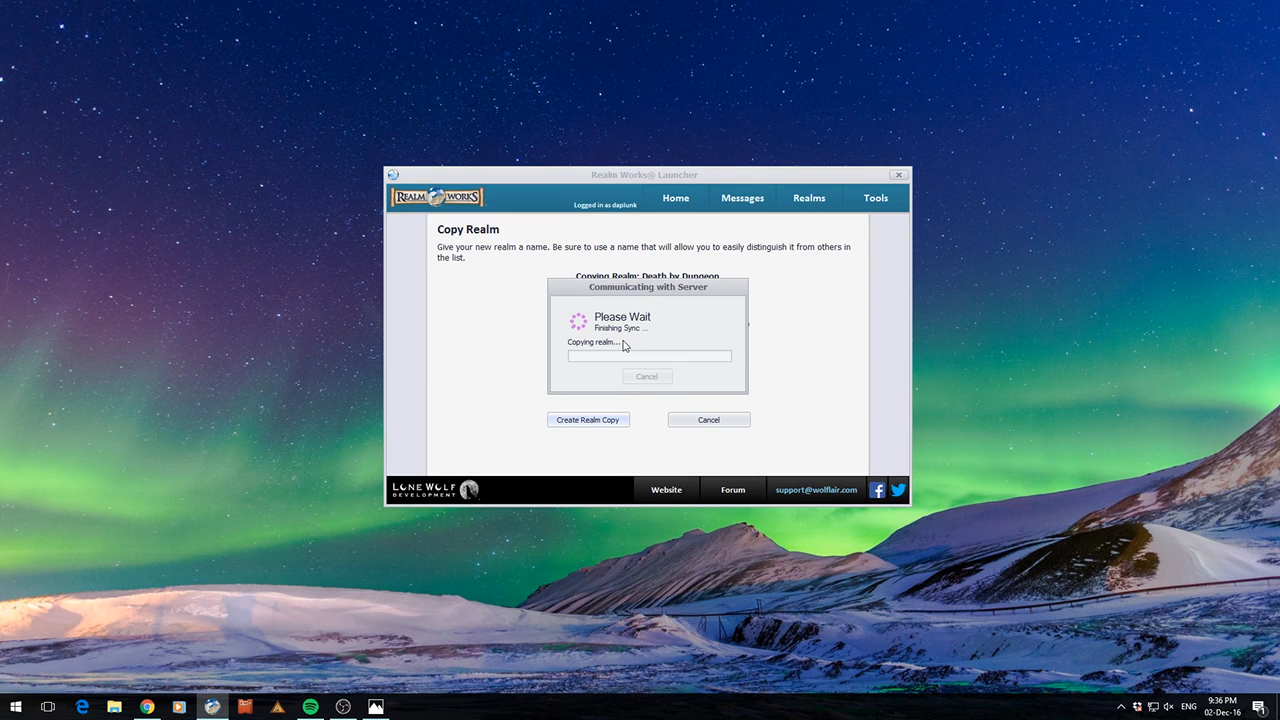 Realm Works® Launcher
REALM WORKS
Logged in as daplunk
Home
Messages
Realms
Tools
Copy Realm
Give your new realm a name. Be sure to use a name that will allow you to easily distinguish it from others in
the list.
Copying Realm: Death by Dungeon
Communicating with Server
Please Wait
Finishing Sync ...
Copying realm...
Cancel
Create Realm Copy
Cancel
LONE WOLF
DEVELOPMENT
Website
Forum
support@wolflair.com
ENG
9:36 PM
02-Dec-16
1